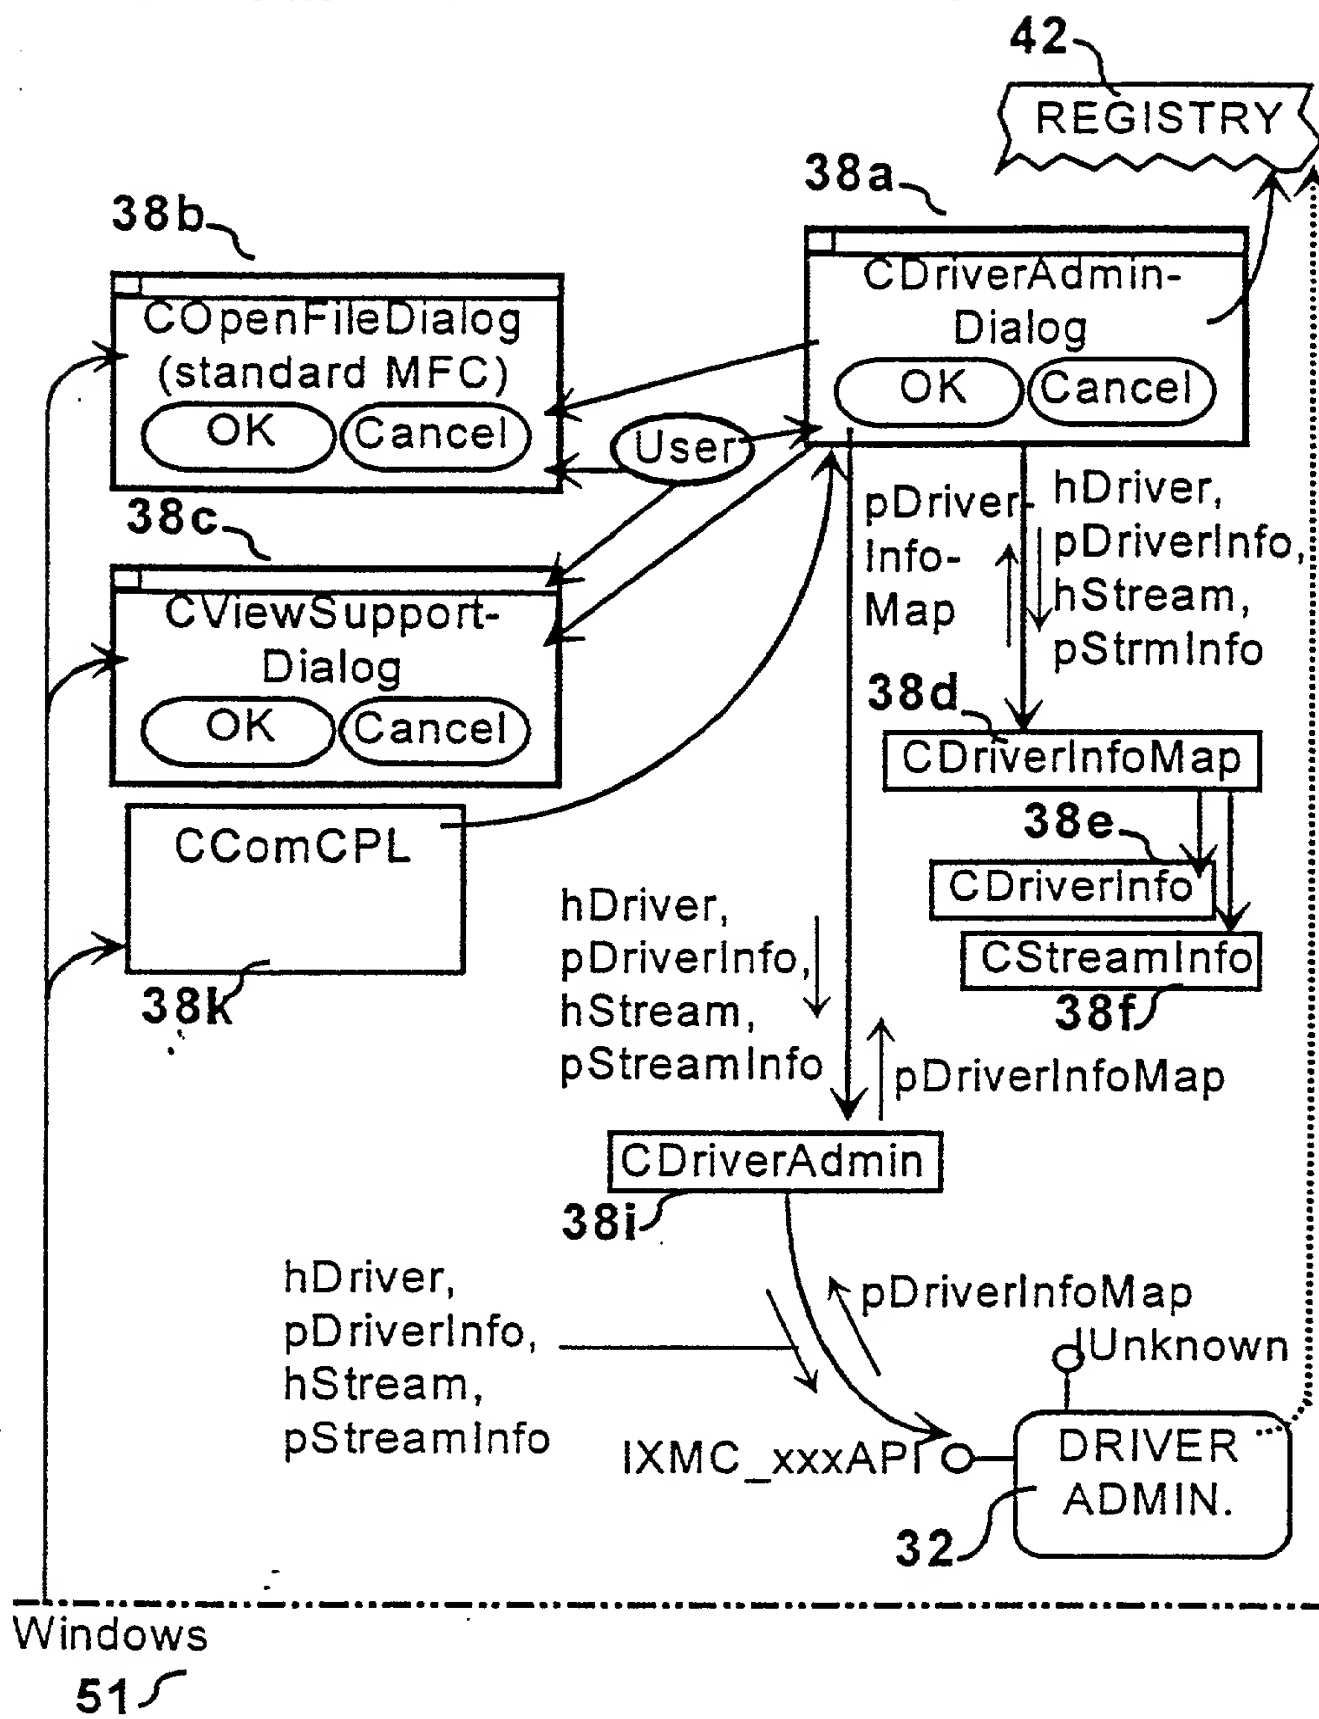 42
REGISTRY
38a
38b
CDriverAdmin-
Dialog
OK
Cancel
COpenFileDialog
(standard MFC)
OK
Cancel
User
38c
CViewSupport-
Dialog
OK
Cancel
pDriver-
Info-
Map
hDriver,
pDriverInfo,
hStream,
pStrmInfo
38d
CDriverInfoMap
38e
CDriverInfo
CStreamInfo
38f
CComCPL
38k
hDriver,
pDriverInfo,
hStream,
pStreamInfo
pDriverInfoMap
CDriverAdmin
38i
hDriver,
pDriverInfo,
hStream,
pStreamInfo
pDriverInfoMap
IUnknown
IXMC_xxxAPI
DRIVER
ADMIN.
32
Windows
51